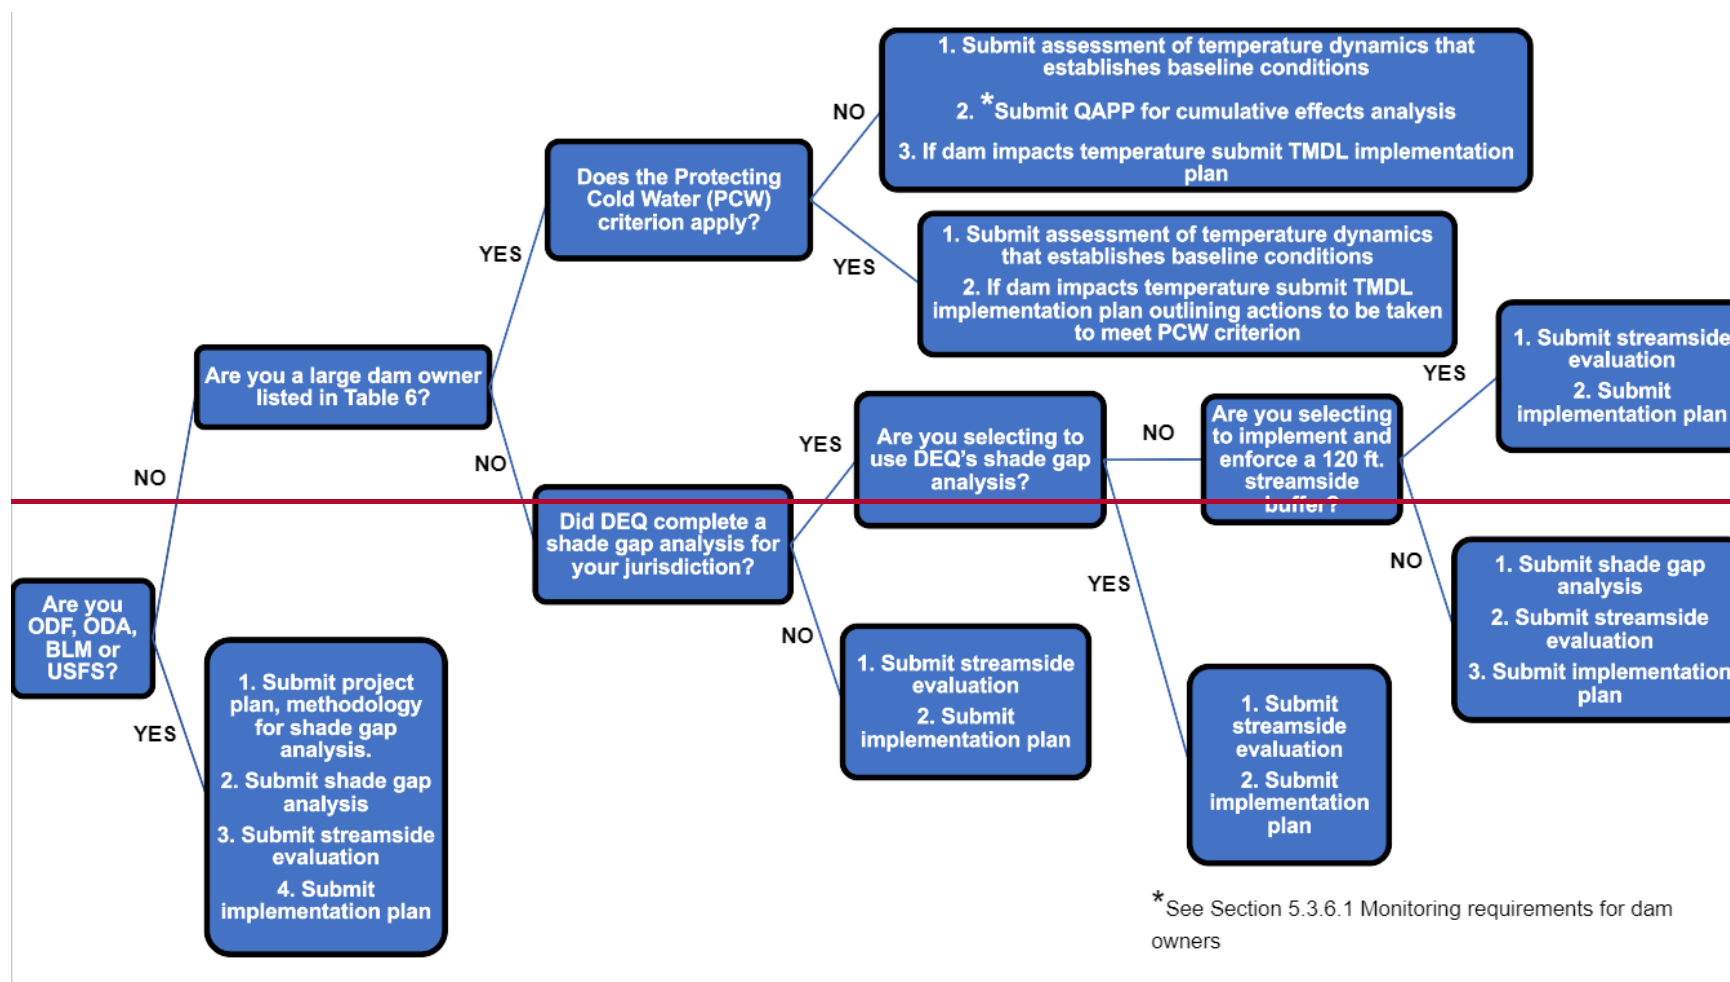 1. Submit assessment of temperature dynamics that
establishes baseline conditions
2. *Submit QAPP for cumulative effects analysis
3. If dam impacts temperature submit TMDL implementation
plan
NO
Does the Protecting
Cold Water (PCW)
criterion apply?
YES
YES
1. Submit assessment of temperature dynamics
that establishes baseline conditions
2. If dam impacts temperature submit TMDL
implementation plan outlining actions to be taken
to meet PCW criterion
Are you a large dam owner
listed in Table 6?
NO
NO
YES
Are you selecting to
use DEQ's shade gap
analysis?
NO
Are you selecting
to implement and
enforce a 120 ft.
streamside
buffer?
YES
1. Submit streamside
evaluation
2. Submit
implementation plan
Did DEQ complete a
shade gap analysis for
your jurisdiction?
YES
NO
1. Submit shade gap
analysis
2. Submit streamside
evaluation
3. Submit implementation
plan
Are you
ODF, ODA,
BLM or
USFS?
YES
1. Submit project
plan, methodology
for shade gap
analysis.
2. Submit shade gap
analysis
3. Submit streamside
evaluation
4. Submit
implementation plan
NO
1. Submit streamside
evaluation
2. Submit
implementation plan
1. Submit
streamside
evaluation
2. Submit
implementation
plan
*See Section 5.3.6.1 Monitoring requirements for dam
owners